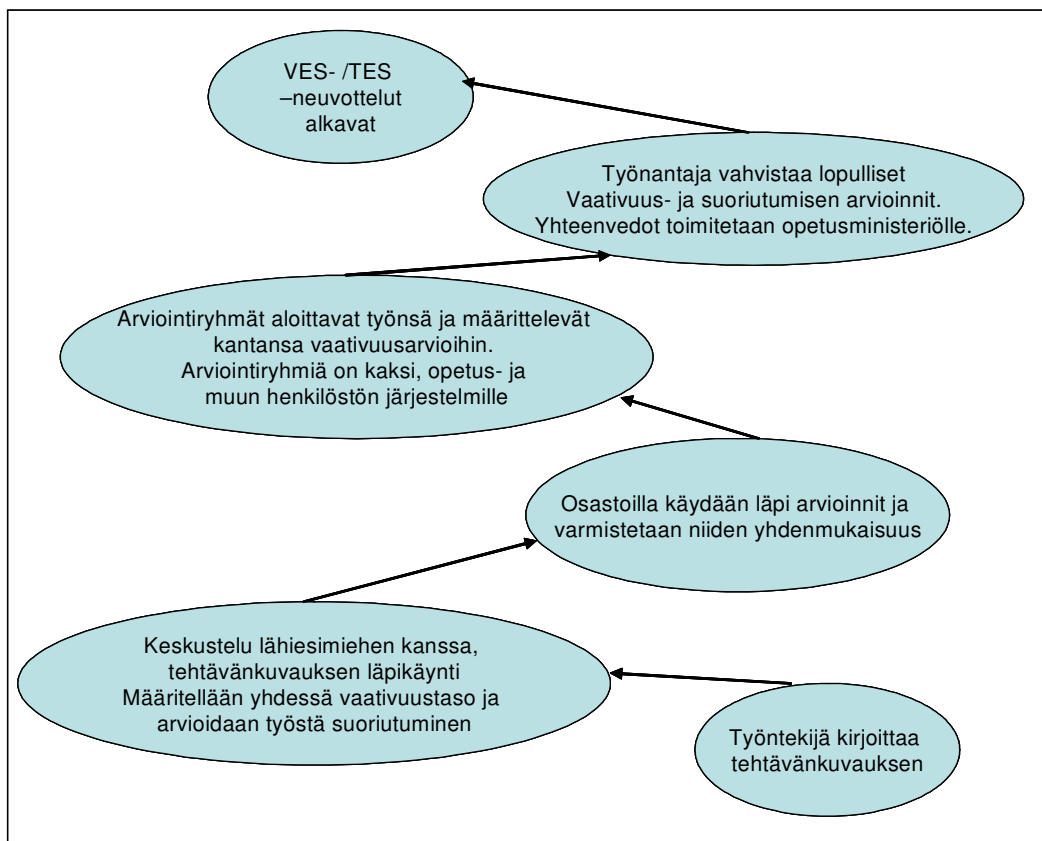 VES- /TES
–neuvottelut
alkavat
Työnantaja vahvistaa lopulliset
Vaativuus- ja suoriutumisen arvioinnit.
Yhteenvedot toimitetaan opetusministeriölle.
Arviointiryhmät aloittavat työnsä ja määrittelevät
kantansa vaativuusarvioihin.
Arviointiryhmiä on kaksi, opetus- ja
muun henkilöstön järjestelmille
Osastoilla käydään läpi arvioinnit ja
varmistetaan niiden yhdenmukaisuus
Keskustelu lähiesimiehen kanssa,
tehtävänkuvauksen läpikäynti
Määritellään yhdessä vaativuustaso ja
arvioidaan työstä suoriutuminen
Työntekijä kirjoittaa
tehtävänkuvauksen